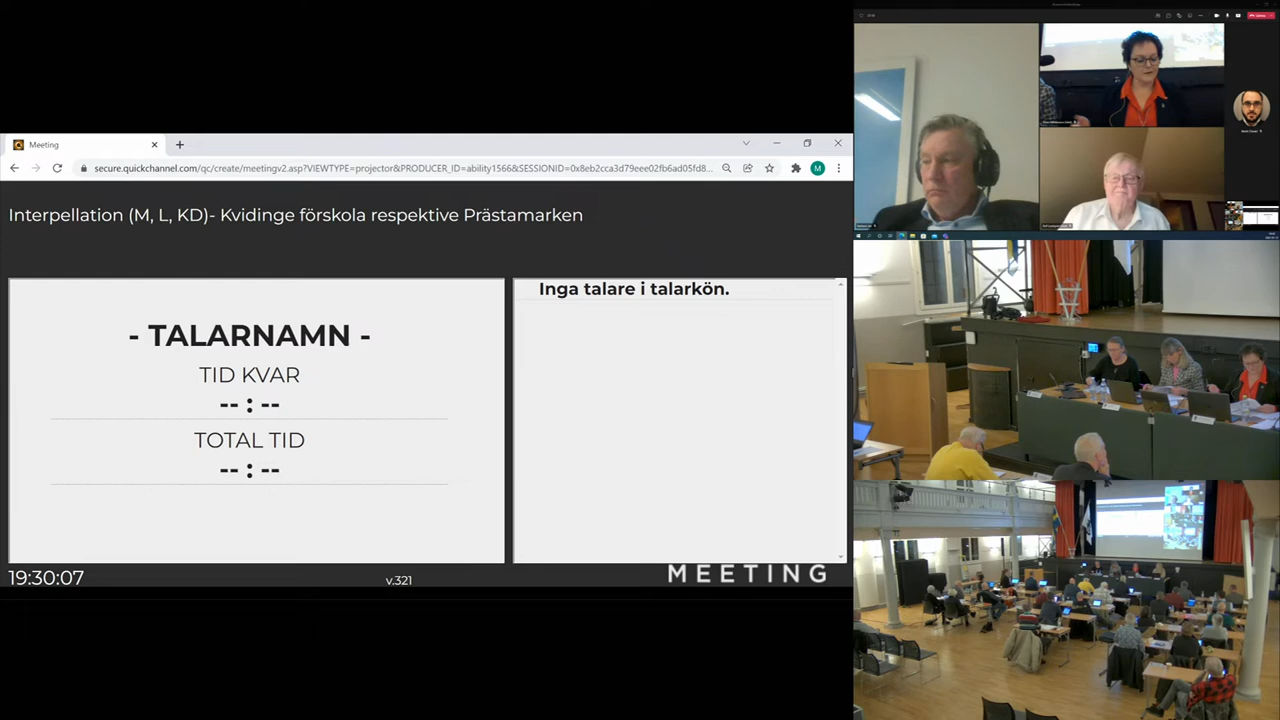 Meeting
secure.quickchannel.com/qc/create/meetingv2.asp?VIEWTYPE=projector&PRODUCER_ID=ability1566&SESSIONID=0x8eb2cca3d79eee02fb6ad05fd8...
M
Interpellation (M, L, KD)- Kvidinge förskola respektive Prästamarken
- TALARNAMN -
TID KVAR
-- : --
TOTAL TID
-- : --
Inga talare i talarkön.
19:30:07
v.321
MEETING